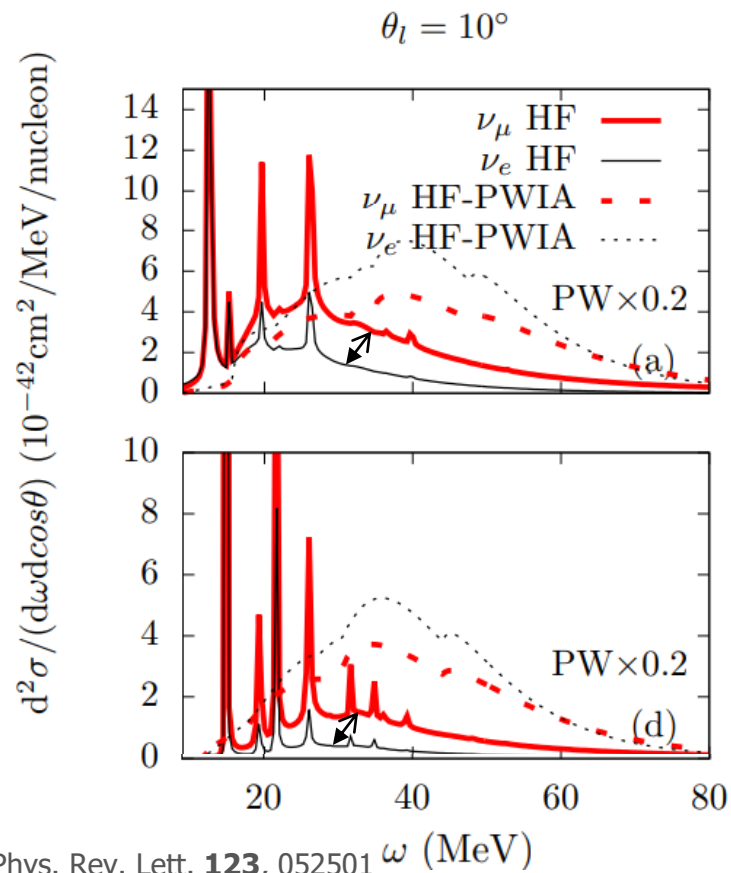 θ_l = 10°
d²σ/(dωdcosθ) (10⁻⁴²cm²/MeV/nucleon)
14
12
10
8
6
4
2
0
ν_μ HF
ν_e HF
ν_μ HF-PWIA
ν_e HF-PWIA
PW×0.2
(a)
10
8
6
4
2
0
PW×0.2
(d)
20 40 60 80
ω (MeV)
Phys. Rev. Lett. 123, 052501